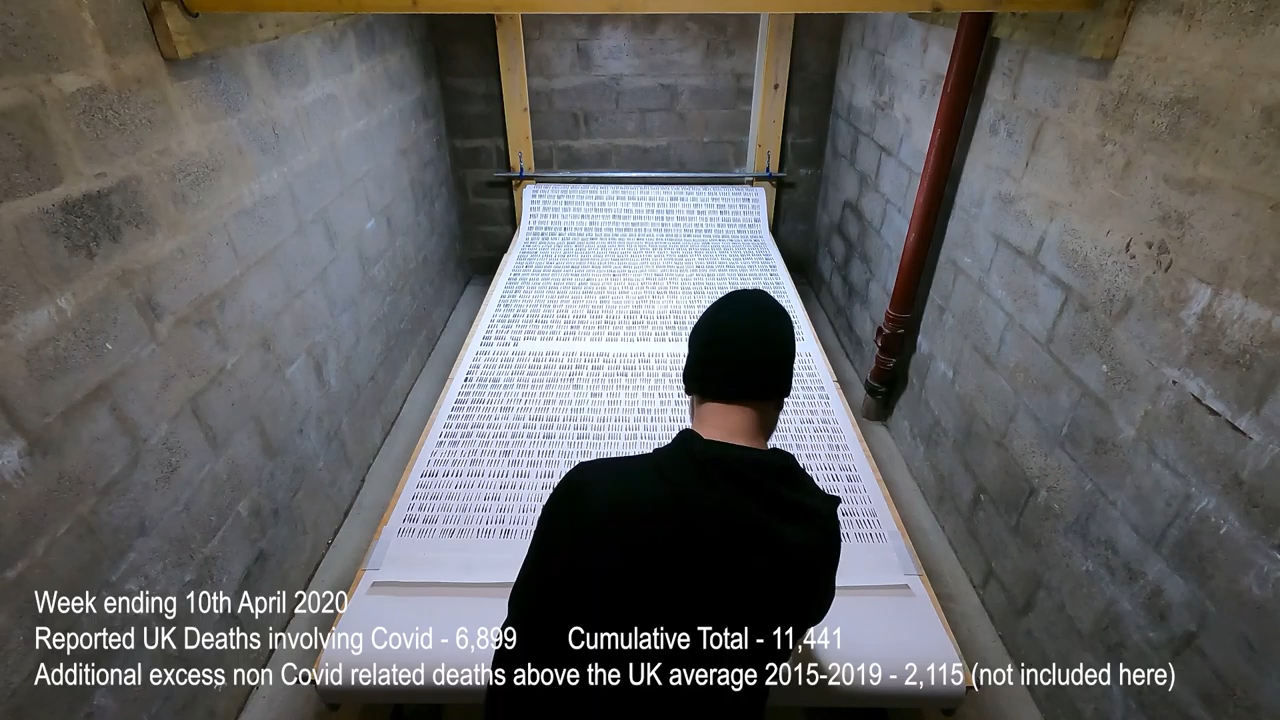 Week ending 10th April 2020
Reported UK Deaths involving Covid - 6,899 Cumulative Total - 11,441
Additional excess non Covid related deaths above the UK average 2015-2019 - 2,115 (not included here)